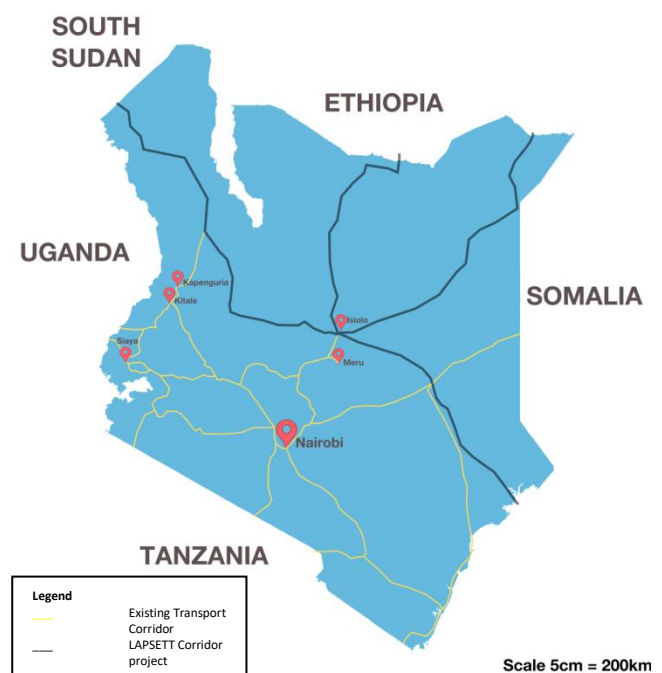 SOUTH
SUDAN
ETHIOPIA
UGANDA
SOMALIA
Kapenguria
Kitale
Isiolo
Siaya
Meru
Nairobi
TANZANIA
Legend
Existing Transport
Corridor
LAPSETT Corridor
project
Scale 5cm = 200km